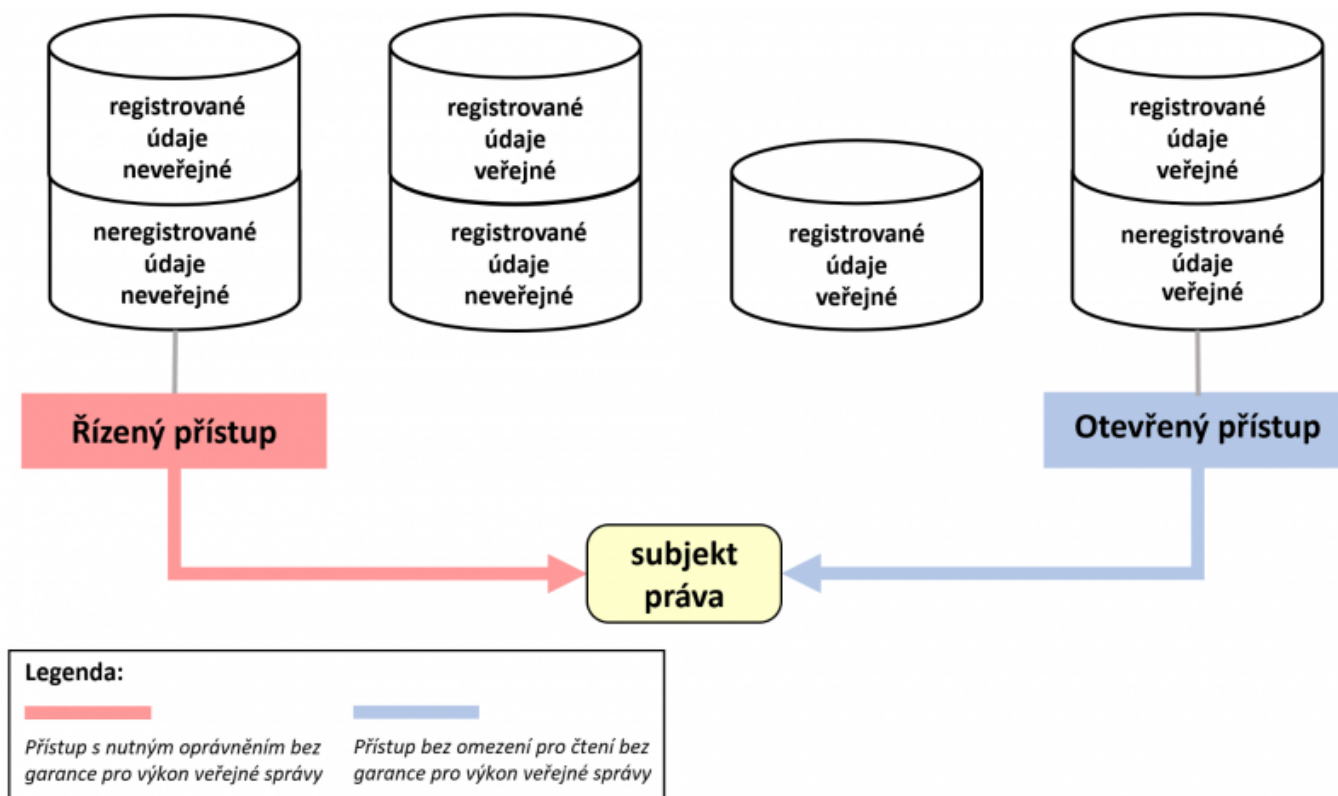 registrované
údaje
neveřejné
neregistrované
údaje
neveřejné
registrované
údaje
veřejné
registrované
údaje
neveřejné
registrované
údaje
veřejné
registrované
údaje
veřejné
neregistrované
údaje
veřejné
Řízený přístup
Otevřený přístup
subjekt
práva
Legenda:
Přístup s nutným oprávněním bez
garance pro výkon veřejné správy
Přístup bez omezení pro čtení bez
garance pro výkon veřejné správy